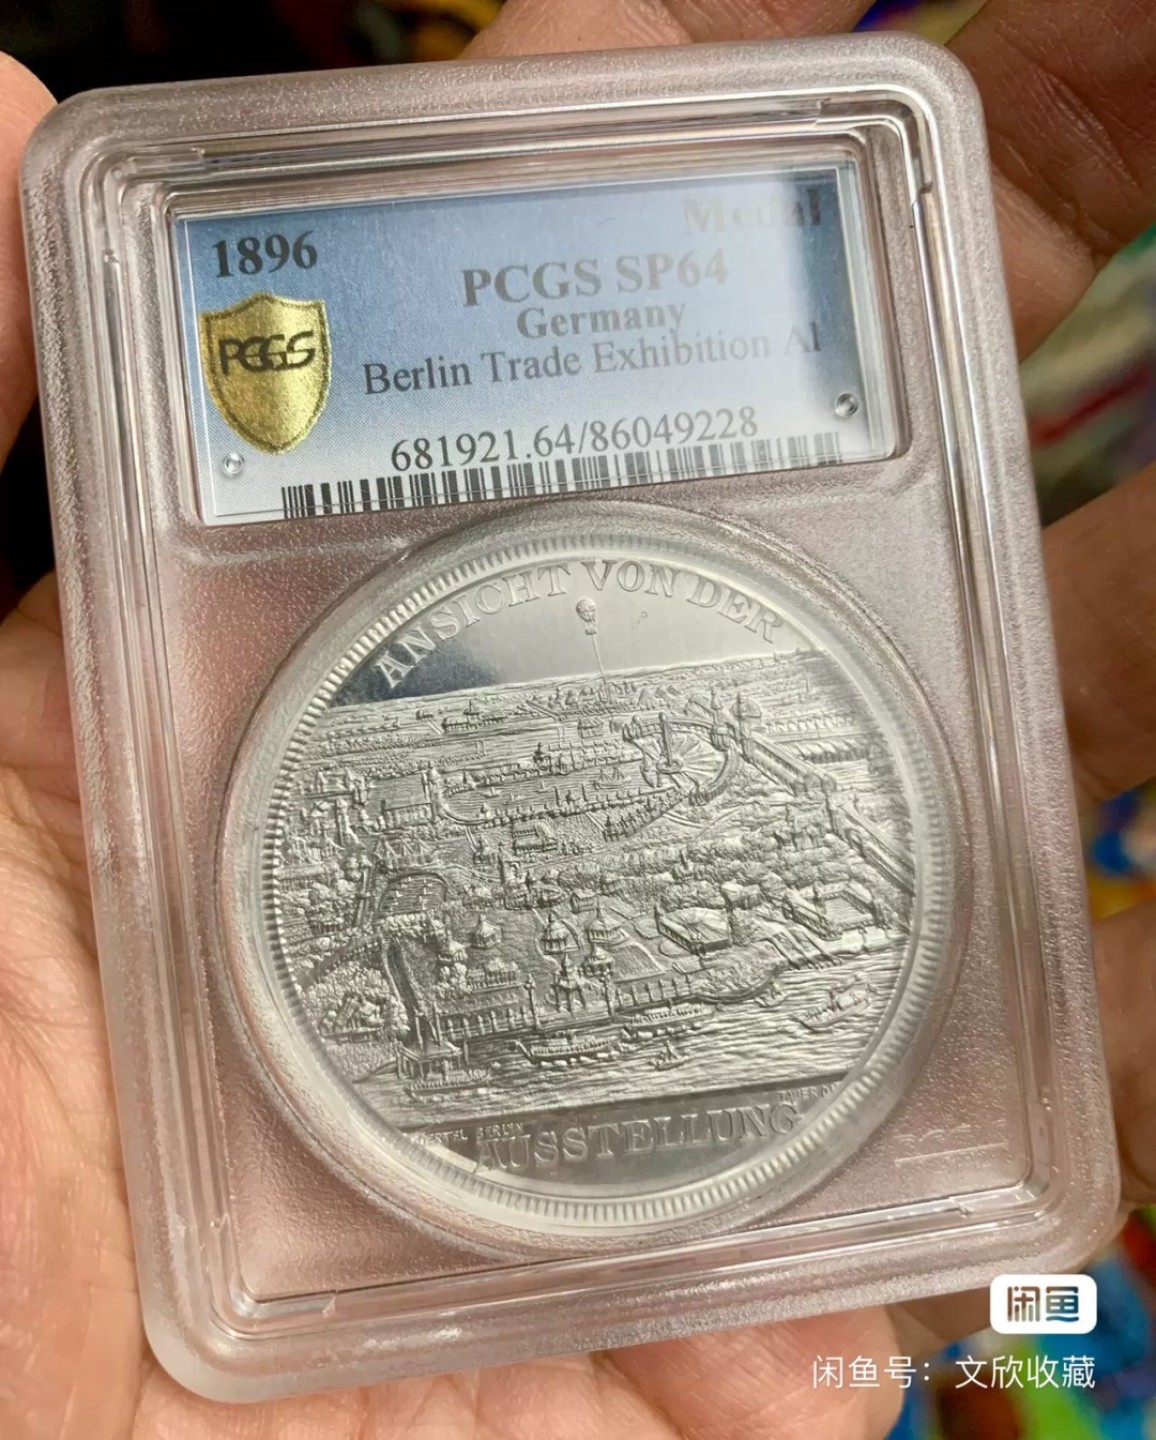 1896
Medal
PCGS SP64
PCGS
Germany
Berlin Trade Exhibition Al
681921.64/86049228
ANSICHT VON DER
BERLIN
AUSSTELLUNG
闲鱼
闲鱼号：文欣收藏